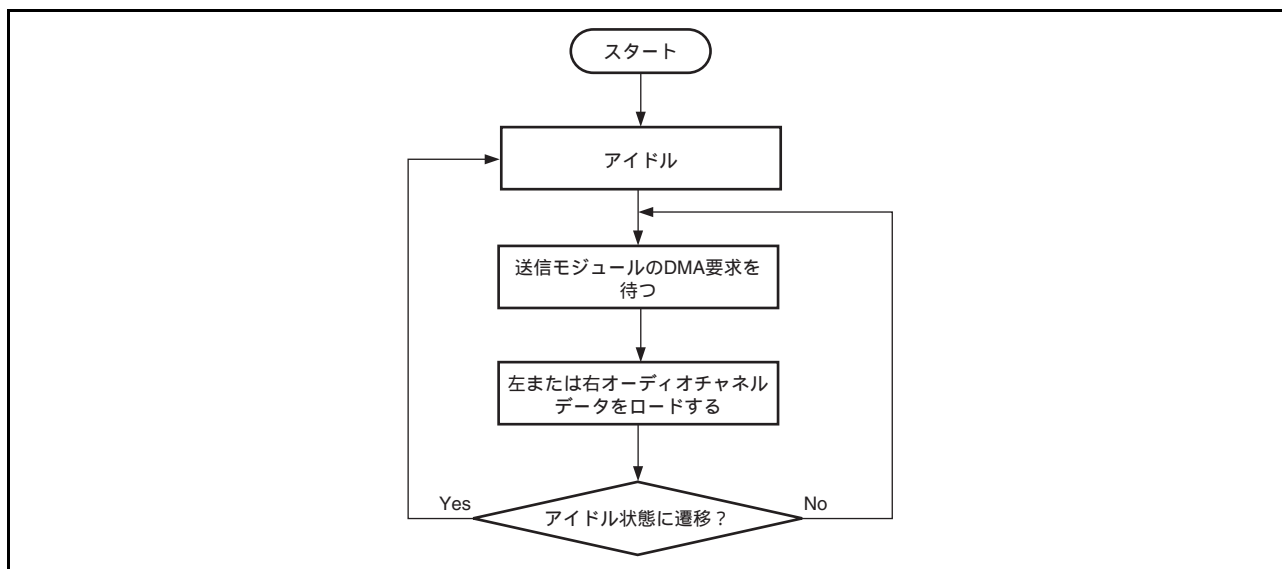 スタート
アイドル
送信モジュールのDMA要求を
待つ
左または右オーディオチャネル
データをロードする
Yes
アイドル状態に遷移？
No